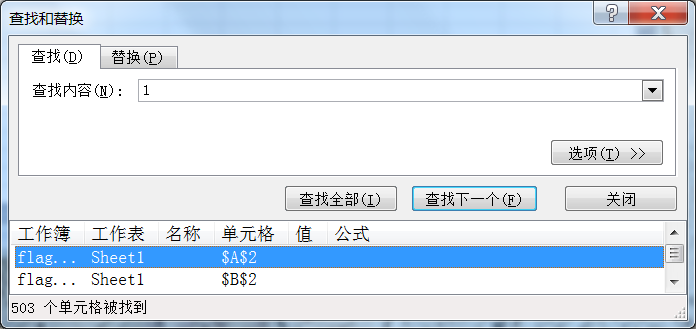 查找和替换
查找(D) 替换(P)
查找内容(N): 1
选项(T) >>
查找全部(I) 查找下一个(F) 关闭
工作簿 工作表 名称 单元格 值 公式
flag... Sheet1 $A$2
flag... Sheet1 $B$2
503 个单元格被找到